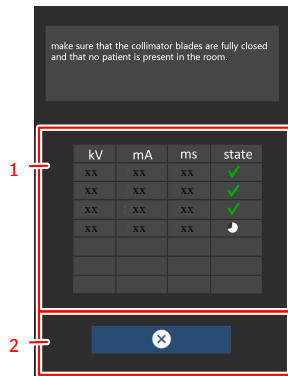 make sure that the collimator blades are fully closed
and that no patient is present in the room.
kV mA ms state
xx xx xx
xx xx xx
xx xx xx
xx xx xx
1
2